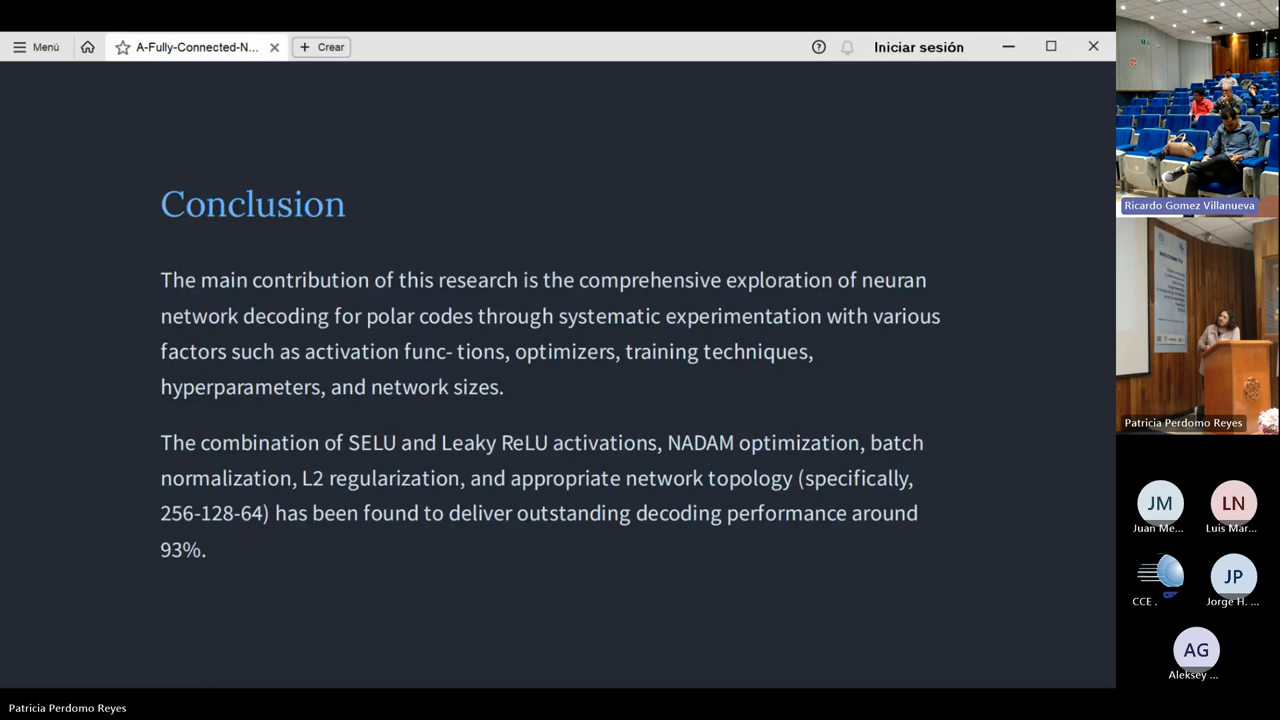 Menú
A-Fully-Connected-N...
Crear
Iniciar sesión
Conclusion
The main contribution of this research is the comprehensive exploration of neuran
network decoding for polar codes through systematic experimentation with various
factors such as activation func- tions, optimizers, training techniques,
hyperparameters, and network sizes.
The combination of SELU and Leaky ReLU activations, NADAM optimization, batch
normalization, L2 regularization, and appropriate network topology (specifically,
256-128-64) has been found to deliver outstanding decoding performance around
93%.
Ricardo Gomez Villanueva
Patricia Perdomo Reyes
JM
Juan Me...
LN
Luis Mar...
CCE .
JP
Jorge H. ...
AG
Aleksey ...
Patricia Perdomo Reyes